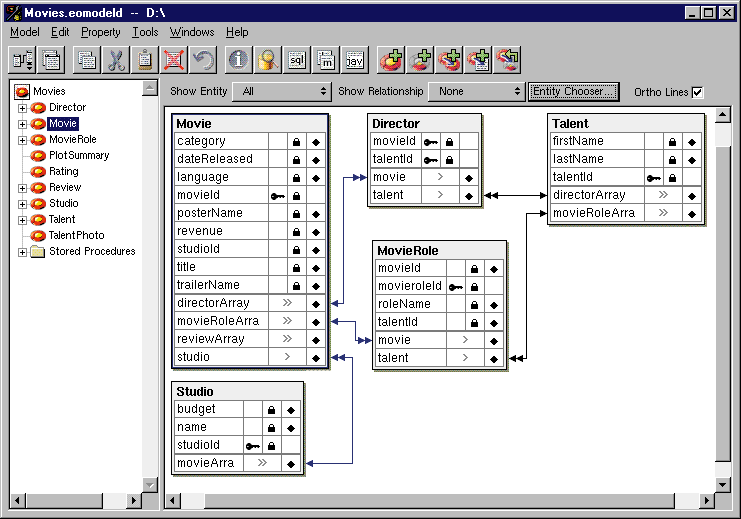 Movies.eomodeld -- D:\
Model Edit Property Tools Windows Help
sql m jav
Movies
Director
Movie
MovieRole
PlotSummary
Rating
Review
Studio
Talent
TalentPhoto
Stored Procedures
Show Entity All Show Relationship None Entity Chooser... Ortho Lines
Movie
category
dateReleased
language
movieId
posterName
revenue
studioId
title
trailerName
directorArray
movieRoleArra
reviewArray
studio
Director
movieId
talentId
movie
talent
Talent
firstName
lastName
talentId
directorArray
movieRoleArra
MovieRole
movieId
movieroleId
roleName
talentId
movie
talent
Studio
budget
name
studioId
movieArra